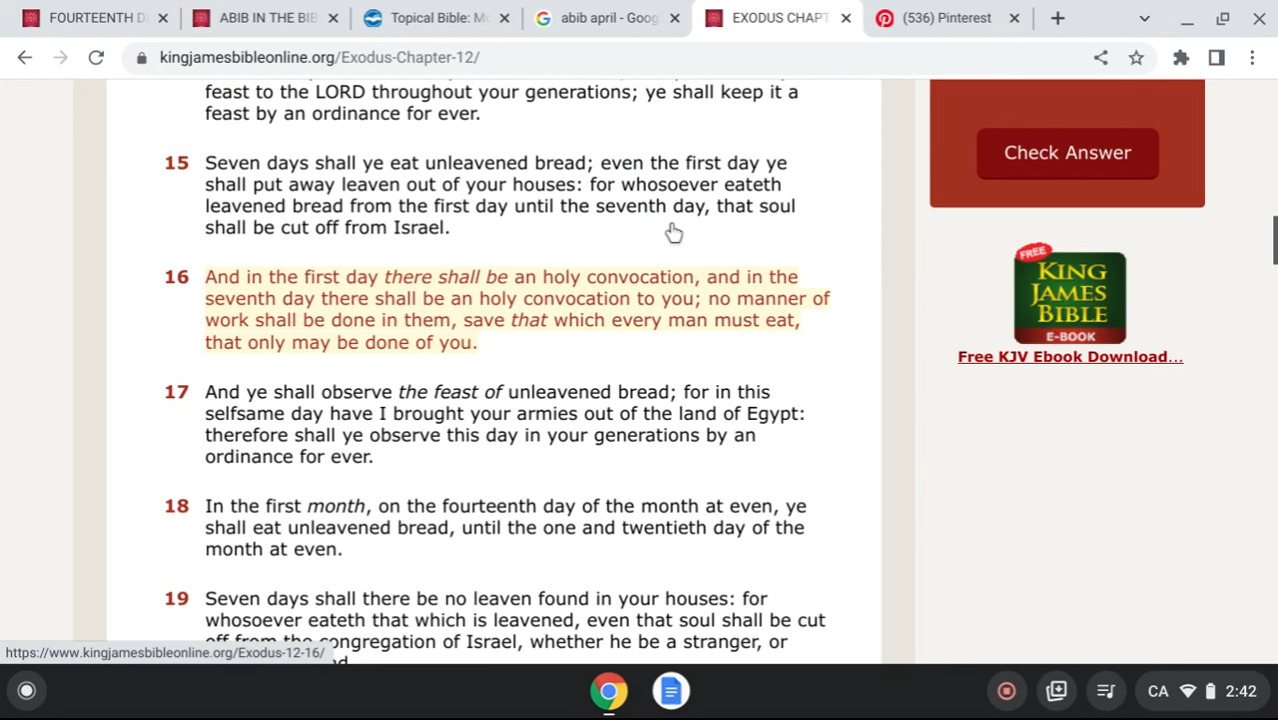 FOURTEENTH D
ABIB IN THE BIB
Topical Bible: Mo
abib april - Goog
EXODUS CHAPT
(536) Pinterest
kingjamesbibleonline.org/Exodus-Chapter-12/
feast to the LORD throughout your generations; ye shall keep it a
feast by an ordinance for ever.
15 Seven days shall ye eat unleavened bread; even the first day ye
shall put away leaven out of your houses: for whosoever eateth
leavened bread from the first day until the seventh day, that soul
shall be cut off from Israel.
16 And in the first day there shall be an holy convocation, and in the
seventh day there shall be an holy convocation to you; no manner of
work shall be done in them, save that which every man must eat,
that only may be done of you.
17 And ye shall observe the feast of unleavened bread; for in this
selfsame day have I brought your armies out of the land of Egypt:
therefore shall ye observe this day in your generations by an
ordinance for ever.
18 In the first month, on the fourteenth day of the month at even, ye
shall eat unleavened bread, until the one and twentieth day of the
month at even.
19 Seven days shall there be no leaven found in your houses: for
whosoever eateth that which is leavened, even that soul shall be cut
off from the congregation of Israel, whether he be a stranger, or
Check Answer
FREE
KING
JAMES
BIBLE
E-BOOK
Free KJV Ebook Download...
https://www.kingjamesbibleonline.org/Exodus-12-16/
CA 2:42